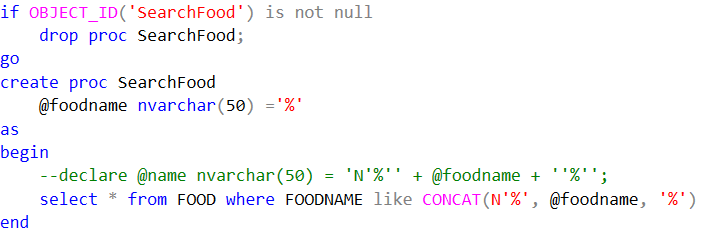 if OBJECT_ID('SearchFood') is not null
    drop proc SearchFood;
go
create proc SearchFood
    @foodname nvarchar(50) ='%'
as
begin
    --declare @name nvarchar(50) = 'N'%'' + @foodname + ''%'';
    select * from FOOD where FOODNAME like CONCAT(N'%', @foodname, '%')
end